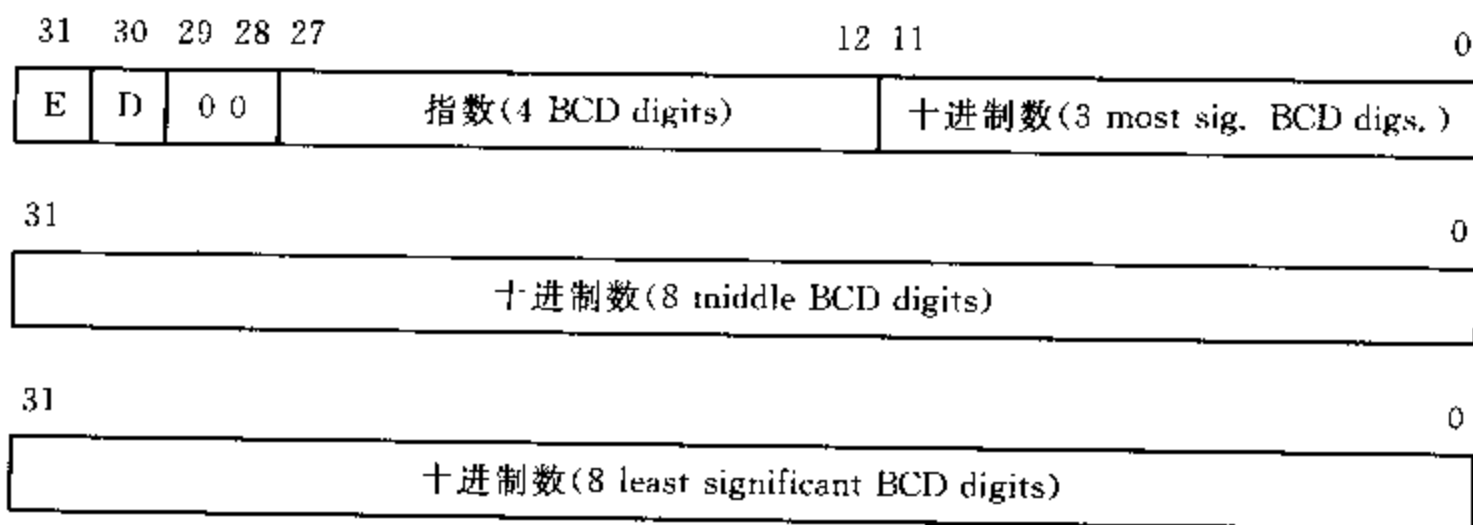 31 30 29 28 27 12 11 0
E D 0 0 指数(4 BCD digits) 十进制数(3 most sig. BCD digs.)
31 0
十进制数(8 middle BCD digits)
31 0
十进制数(8 least significant BCD digits)